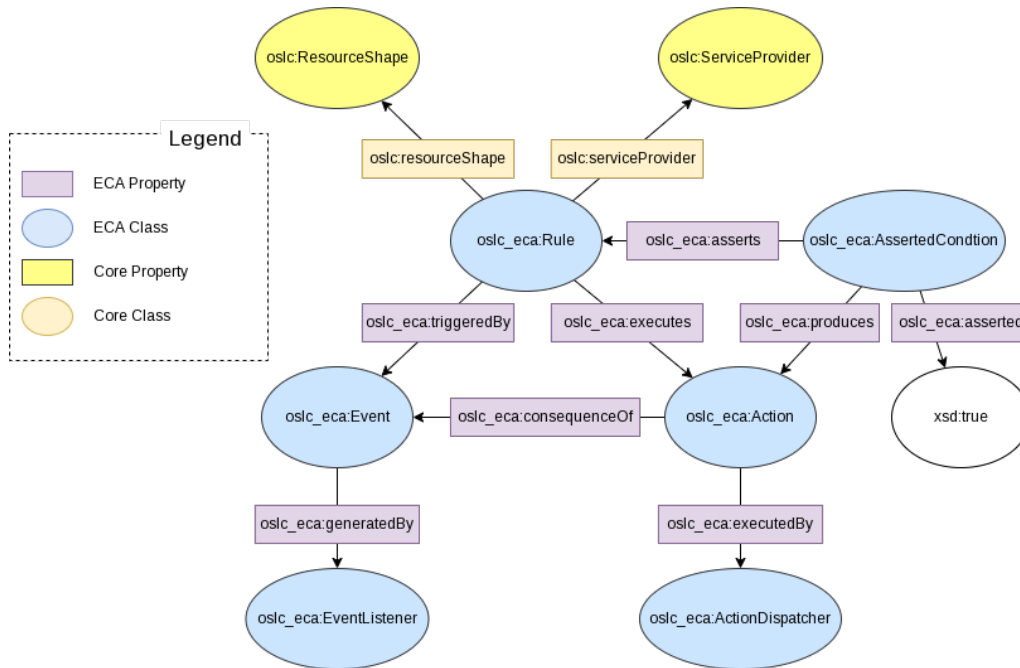 oslc:ResourceShape
oslc:ServiceProvider
Legend
ECA Property
ECA Class
Core Property
Core Class
oslc:resourceShape
oslc:serviceProvider
oslc_eca:Rule
oslc_eca:asserts
oslc_eca:AssertedCondtion
oslc_eca:triggeredBy
oslc_eca:executes
oslc_eca:produces
oslc_eca:asserted
oslc_eca:Event
oslc_eca:consequenceOf
oslc_eca:Action
xsd:true
oslc_eca:generatedBy
oslc_eca:executedBy
oslc_eca:EventListener
oslc_eca:ActionDispatcher